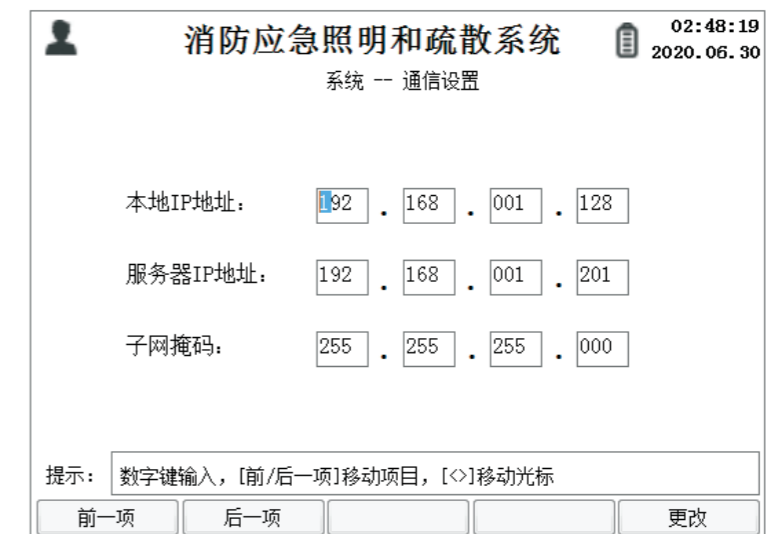 消防应急照明和疏散系统
02:48:19
2020.06.30
系统 -- 通信设置
本地IP地址: 192 . 168 . 001 . 128
服务器IP地址: 192 . 168 . 001 . 201
子网掩码: 255 . 255 . 255 . 000
提示: 数字键输入，[前/后一项]移动项目，[<>]移动光标
前一项 后一项 更改